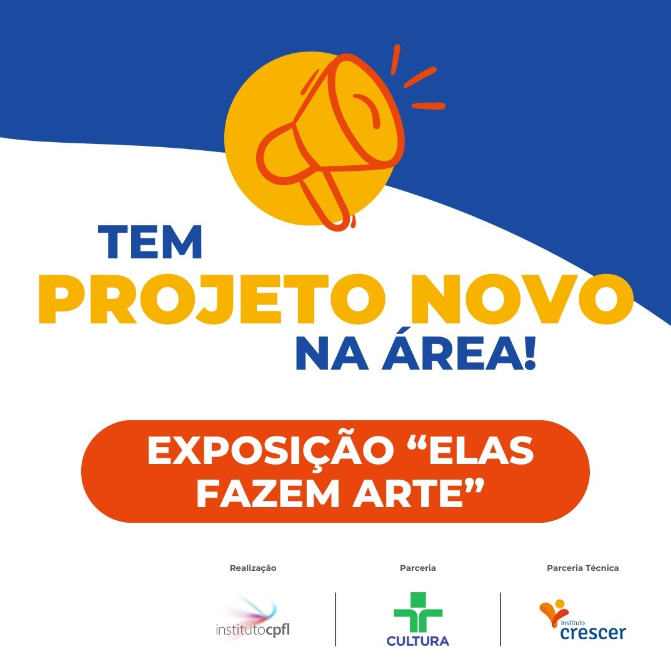 TEM
PROJETO NOVO
NA ÁREA!
EXPOSIÇÃO “ELAS
FAZEM ARTE”
Realização
Parceria
Parceria Técnica
institutocpfl
CULTURA
instituto
crescer